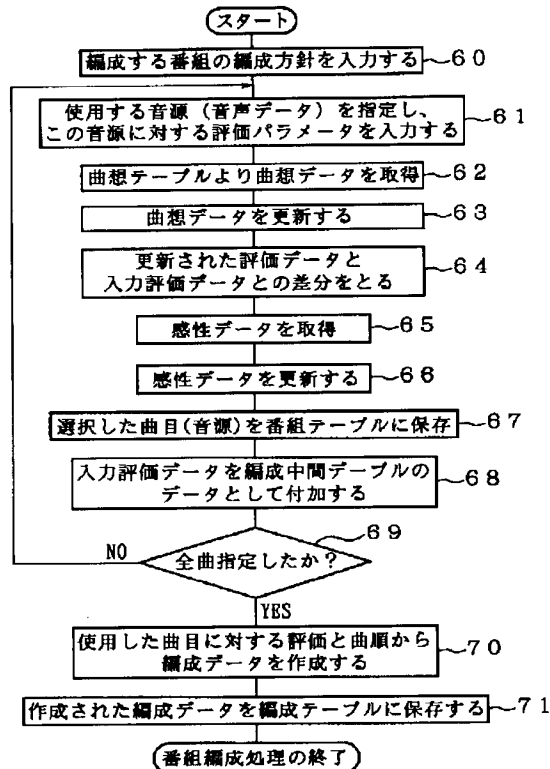 スタート
編成する番組の編成方針を入力する
60
使用する音源（音声データ）を指定し、
この音源に対する評価パラメータを入力する
61
曲想テーブルより曲想データを取得
62
曲想データを更新する
63
更新された評価データと
入力評価データとの差分をとる
64
感性データを取得
65
感性データを更新する
66
選択した曲目(音源)を番組テーブルに保存
67
入力評価データを編成中間テーブルの
データとして付加する
68
69
全曲指定したか？
NO
YES
使用した曲目に対する評価と曲順から
編成データを作成する
70
作成された編成データを編成テーブルに保存する
71
番組編成処理の終了